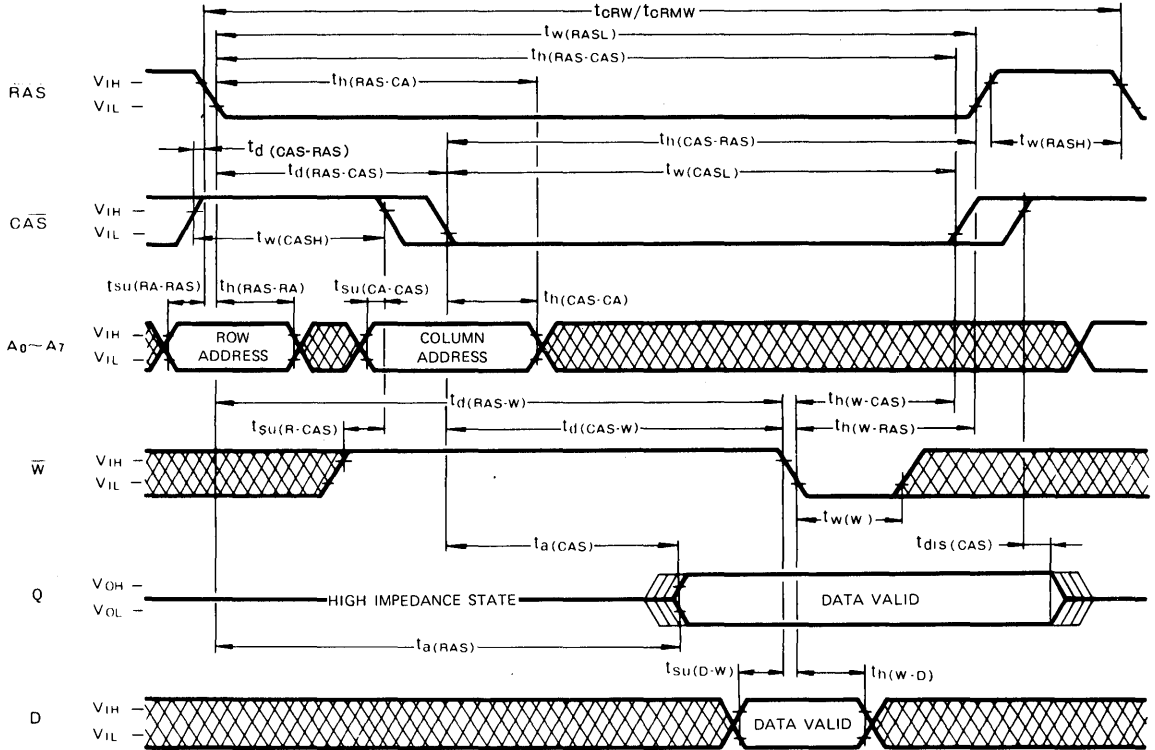 tCRW/tCRMW
tW(RASL)
th(RAS-CAS)
th(RAS-CA)
RAS
VIH
VIL
td(CAS-RAS)
th(CAS-RAS)
tW(RASH)
td(RAS-CAS)
tW(CASL)
CAS
VIH
VIL
tW(CASH)
tsu(RA-RAS)
th(RAS-RA)
tsu(CA-CAS)
th(CAS-CA)
A0~A7
VIH
VIL
ROW
ADDRESS
COLUMN
ADDRESS
td(RAS-W)
th(W-CAS)
tsu(R-CAS)
td(CAS-W)
th(W-RAS)
W
VIH
VIL
tW(W)
ta(CAS)
tDIS(CAS)
Q
VOH
VOL
HIGH IMPEDANCE STATE
DATA VALID
ta(RAS)
tsu(D-W)
th(W-D)
D
VIH
VIL
DATA VALID